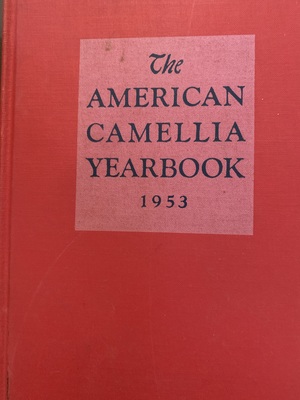 The
AMERICAN
CAMELLIA
YEARBOOK
1953